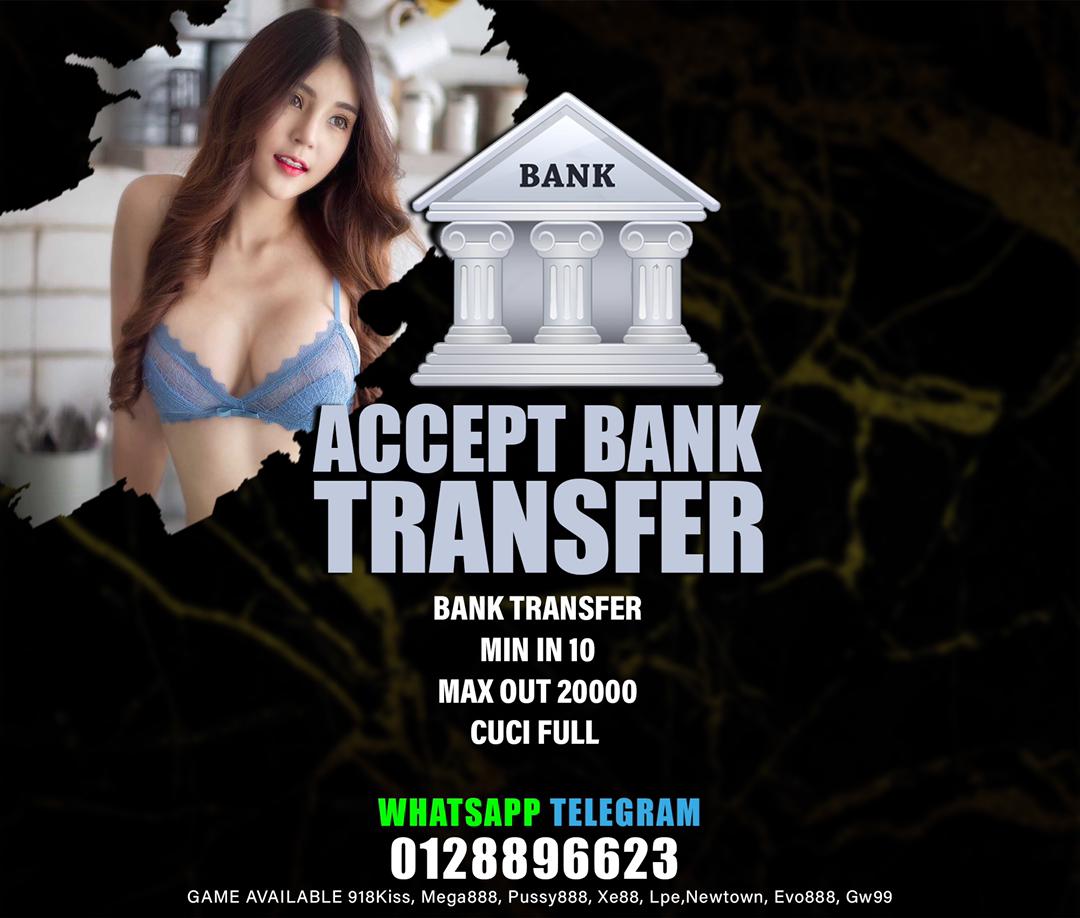 BANK
ACCEPT BANK
TRANSFER
BANK TRANSFER
MIN IN 10
MAX OUT 20000
CUCI FULL
WHATSAPP TELEGRAM
0128896623
GAME AVAILABLE 918Kiss, Mega888, Pussy888, Xe88, Lpe,Newtown, Evo888, Gw99